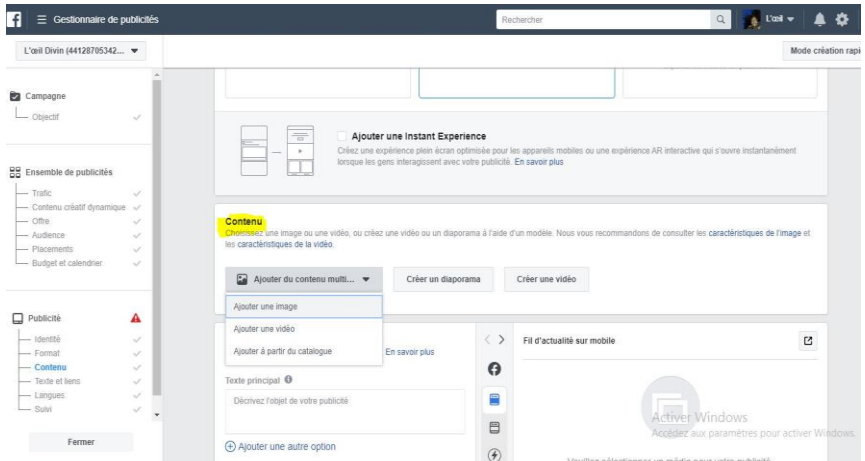 Gestionnaire de publicités
Rechercher
L'œil
L'œil Divin (44128705342...
Mode création rapi
Campagne
Objectif
Ensemble de publicités
Trafic
Contenu créatif dynamique
Offre
Audience
Placements
Budget et calendrier
Publicité
Identité
Format
Contenu
Texte et liens
Langues
Suivi
Fermer
Ajouter une Instant Experience
Créez une expérience plein écran optimisée pour les appareils mobiles ou une expérience AR interactive qui s'ouvre instantanément
lorsque les gens interagissent avec votre publicité. En savoir plus
Contenu
Choisissez une image ou une vidéo, ou créez une vidéo ou un diaporama à l'aide d'un modèle. Nous vous recommandons de consulter les caractéristiques de l'image et
les caractéristiques de la vidéo.
Ajouter du contenu multi...
Créer un diaporama
Créer une vidéo
Ajouter une image
Ajouter une vidéo
Ajouter à partir du catalogue
En savoir plus
Texte principal
Décrivez l'objet de votre publicité
Ajouter une autre option
Fil d'actualité sur mobile
Activer Windows
Accédez aux paramètres pour activer Windows.